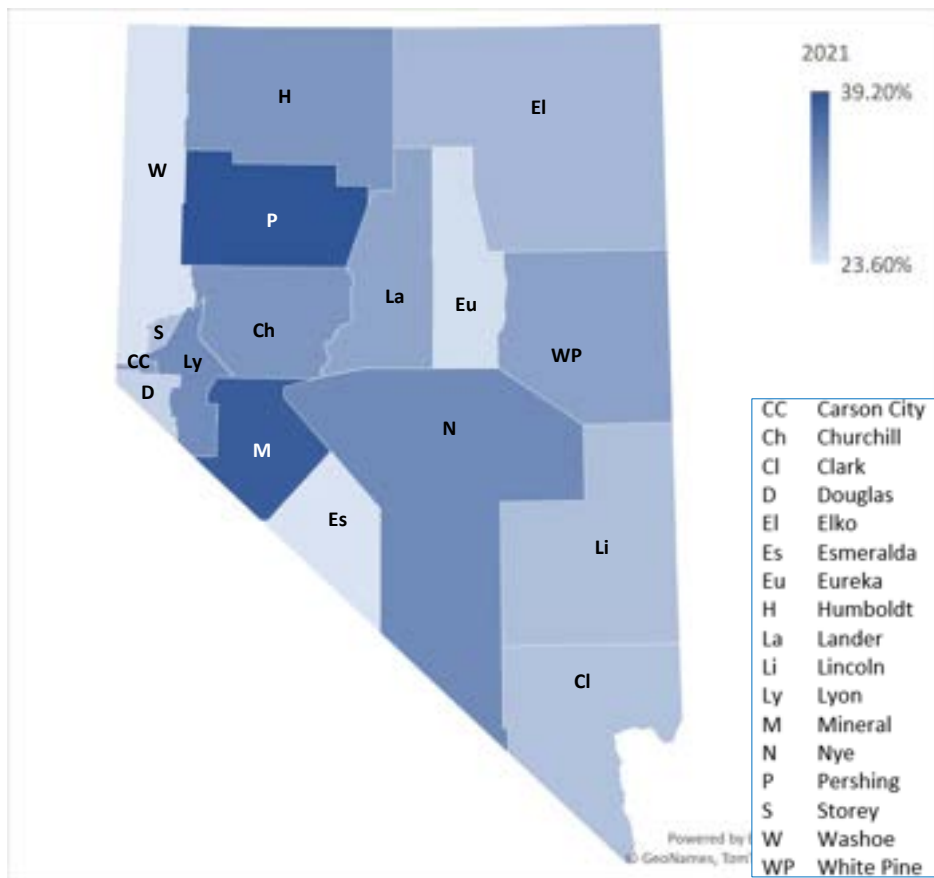 2021
39.20%
23.60%
H
El
W
P
La
Eu
S
Ch
CC
Ly
WP
D
N
M
Es
Li
Cl
CC Carson City
Ch Churchill
Cl Clark
D Douglas
El Elko
Es Esmeralda
Eu Eureka
H Humboldt
La Lander
Li Lincoln
Ly Lyon
M Mineral
N Nye
P Pershing
S Storey
W Washoe
WP White Pine
Powered by
© GeoNames, Tom